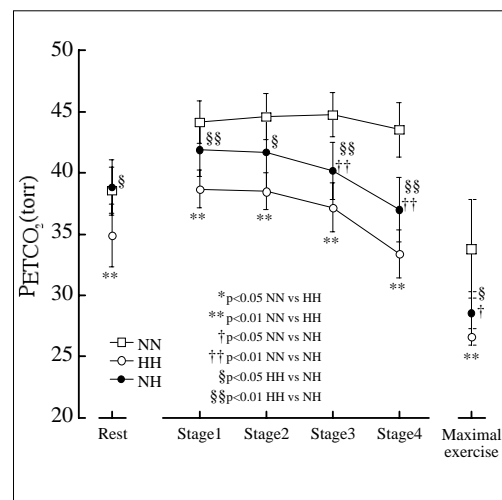 50
45
40
35
30
25
20
PETCO2(torr)
§
**
§§
**
§
**
§§
††
**
§§
††
**
§
†
**
*p<0.05 NN vs HH
**p<0.01 NN vs HH
†p<0.05 NN vs NH
††p<0.01 NN vs NH
§p<0.05 HH vs NH
§§p<0.01 HH vs NH
NN
HH
NH
Rest
Stage1
Stage2
Stage3
Stage4
Maximal
exercise